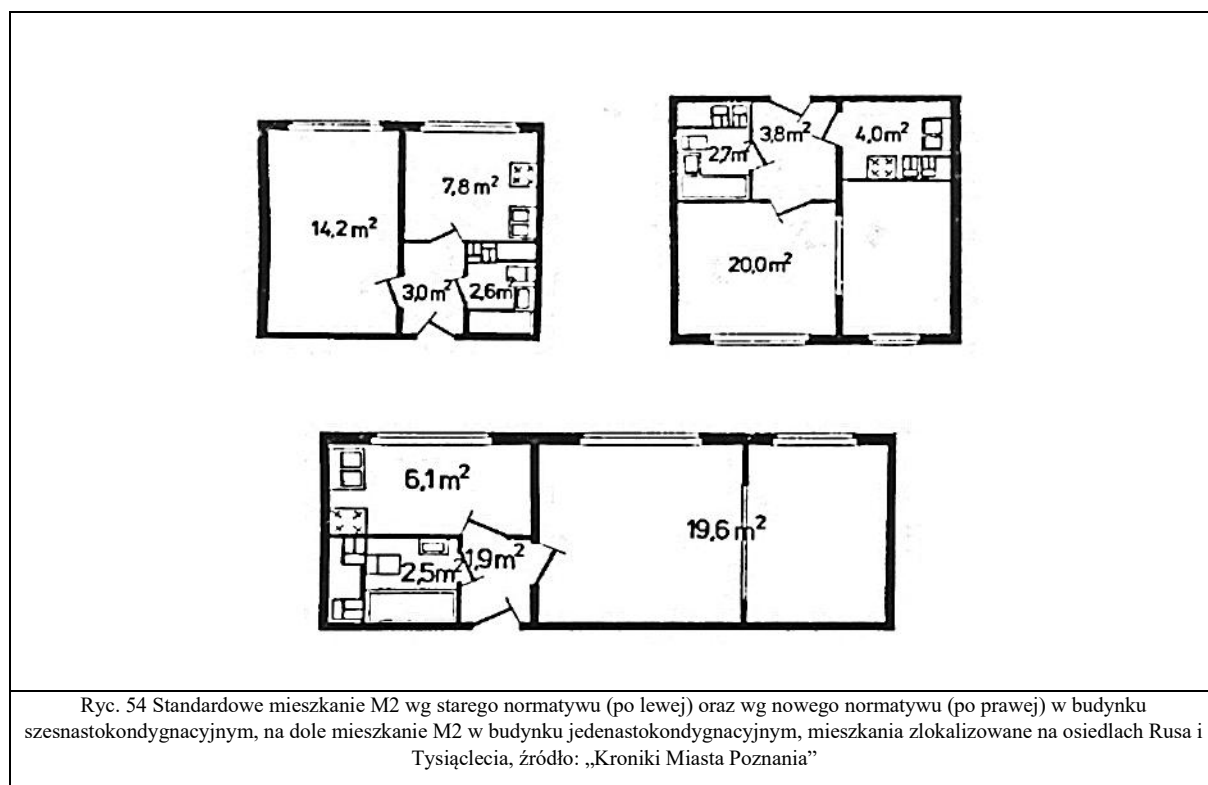 14,2 m²
7,8 m²
3,0 m²
2,6 m²
2,7 m²
3,8 m²
4,0 m²
20,0 m²
6,1 m²
2,5 m²
1,9 m²
19,6 m²
Ryc. 54 Standardowe mieszkanie M2 wg starego normatywu (po lewej) oraz wg nowego normatywu (po prawej) w budynku
szesnastokondygnacyjnym, na dole mieszkanie M2 w budynku jedenastokondygnacyjnym, mieszkania zlokalizowane na osiedlach Rusa i
Tysiąclecia, źródło: „Kroniki Miasta Poznania”